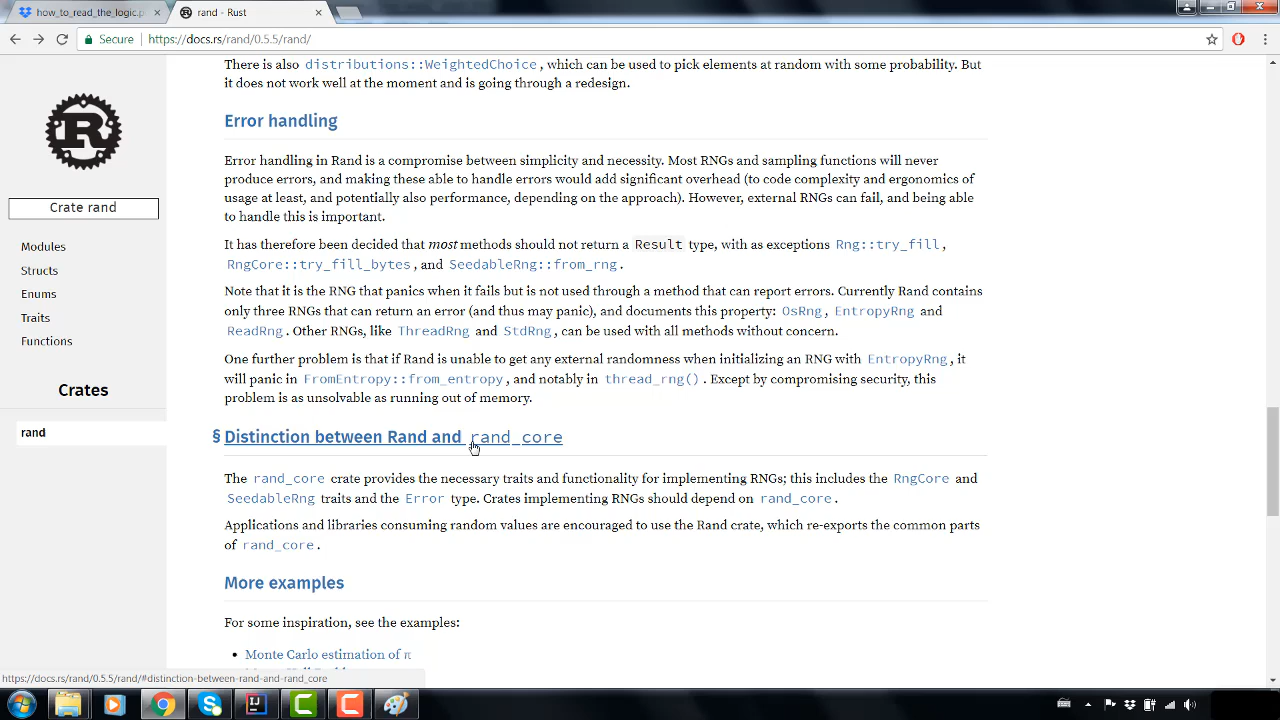 how_to_read_the_logic.p
rand - Rust
Secure
https://docs.rs/rand/0.5.5/rand/
Crate rand
Modules
Structs
Enums
Traits
Functions
Crates
rand
There is also distributions::WeightedChoice, which can be used to pick elements at random with some probability. But
it does not work well at the moment and is going through a redesign.
Error handling
Error handling in Rand is a compromise between simplicity and necessity. Most RNGs and sampling functions will never
produce errors, and making these able to handle errors would add significant overhead (to code complexity and ergonomics of
usage at least, and potentially also performance, depending on the approach). However, external RNGs can fail, and being able
to handle this is important.
It has therefore been decided that most methods should not return a Result type, with as exceptions Rng::try_fill,
RngCore::try_fill_bytes, and SeedableRng::from_rng.
Note that it is the RNG that panics when it fails but is not used through a method that can report errors. Currently Rand contains
only three RNGs that can return an error (and thus may panic), and documents this property: OsRng, EntropyRng and
ReadRng. Other RNGs, like ThreadRng and StdRng, can be used with all methods without concern.
One further problem is that if Rand is unable to get any external randomness when initializing an RNG with EntropyRng, it
will panic in FromEntropy::from_entropy, and notably in thread_rng(). Except by compromising security, this
problem is as unsolvable as running out of memory.
§ Distinction between Rand and rand_core
The rand_core crate provides the necessary traits and functionality for implementing RNGs; this includes the RngCore and
SeedableRng traits and the Error type. Crates implementing RNGs should depend on rand_core.
Applications and libraries consuming random values are encouraged to use the Rand crate, which re-exports the common parts
of rand_core.
More examples
For some inspiration, see the examples:
• Monte Carlo estimation of π
https://docs.rs/rand/0.5.5/rand/#distinction-between-rand-and-rand_core